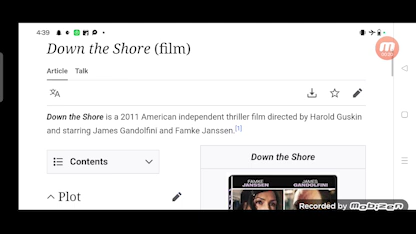 4:39
Down the Shore (film)
Article Talk
Down the Shore is a 2011 American independent thriller film directed by Harold Guskin
and starring James Gandolfini and Famke Janssen.[1]
Contents
Down the Shore
Plot
FAMKE JANSSEN JAMES GANDOLFINI
Recorded by
MOBIZEN